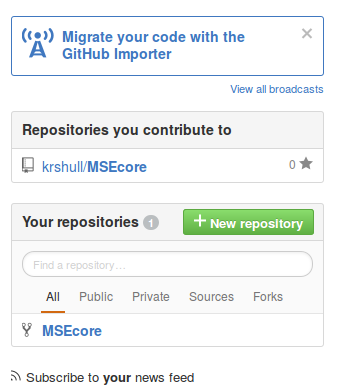 Migrate your code with the
GitHub Importer
View all broadcasts
Repositories you contribute to
krshull/MSEcore 0
Your repositories 1 New repository
Find a repository…
All Public Private Sources Forks
MSEcore
Subscribe to your news feed